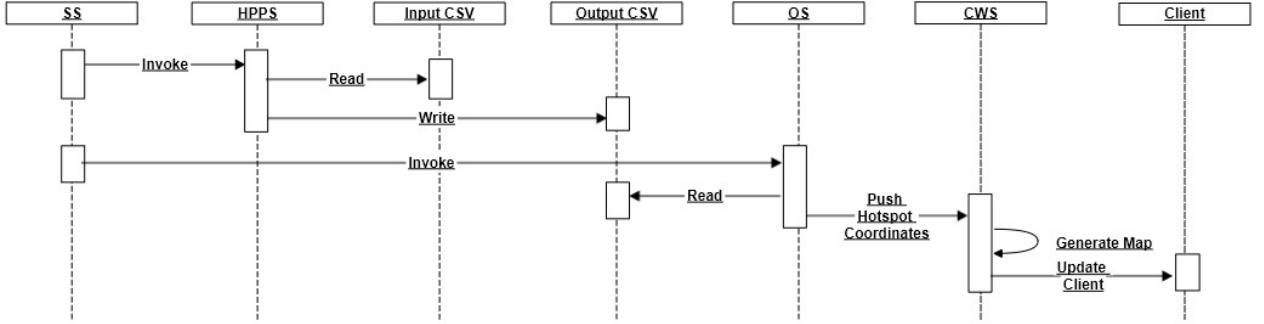 SS HPPS Input CSV Output CSV OS CWS Client
Invoke
Read
Write
Invoke
Read
Push
Hotspot
Coordinates
Generate Map
Update
Client